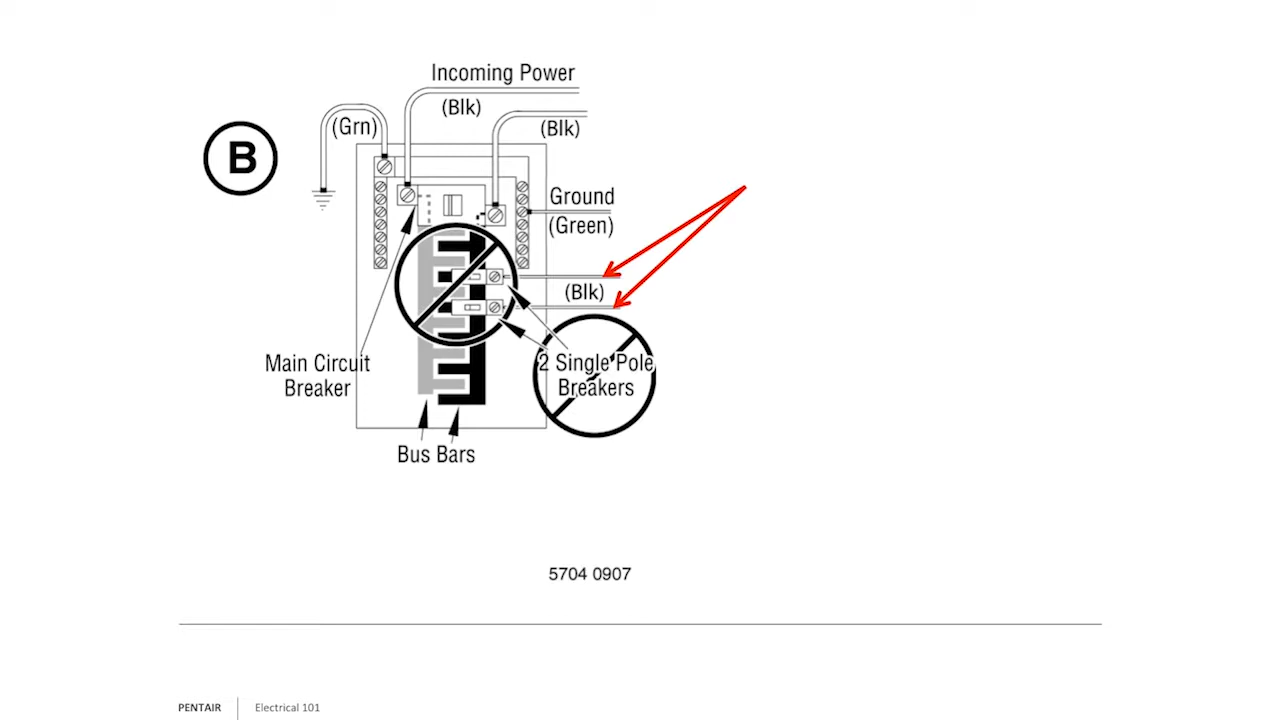 Incoming Power
(Blk)
(Grn)
(Blk)
B
Ground
(Green)
(Blk)
Main Circuit
Breaker
2 Single Pole
Breakers
Bus Bars
5704 0907
PENTAIR
Electrical 101